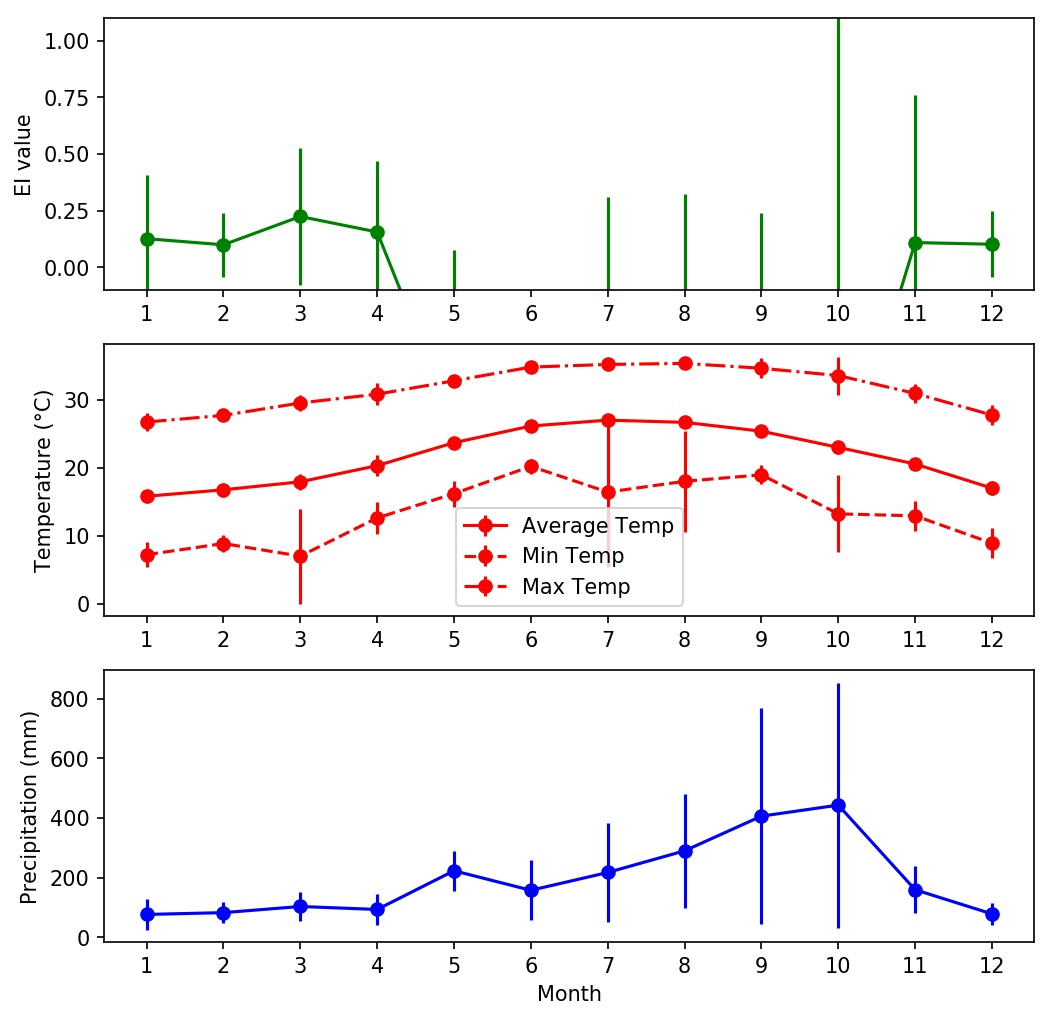 EI value
1.00
0.75
0.50
0.25
0.00
1 2 3 4 5 6 7 8 9 10 11 12
Temperature (°C)
30
20
10
0
Average Temp
Min Temp
Max Temp
1 2 3 4 5 6 7 8 9 10 11 12
Precipitation (mm)
800
600
400
200
0
1 2 3 4 5 6 7 8 9 10 11 12
Month